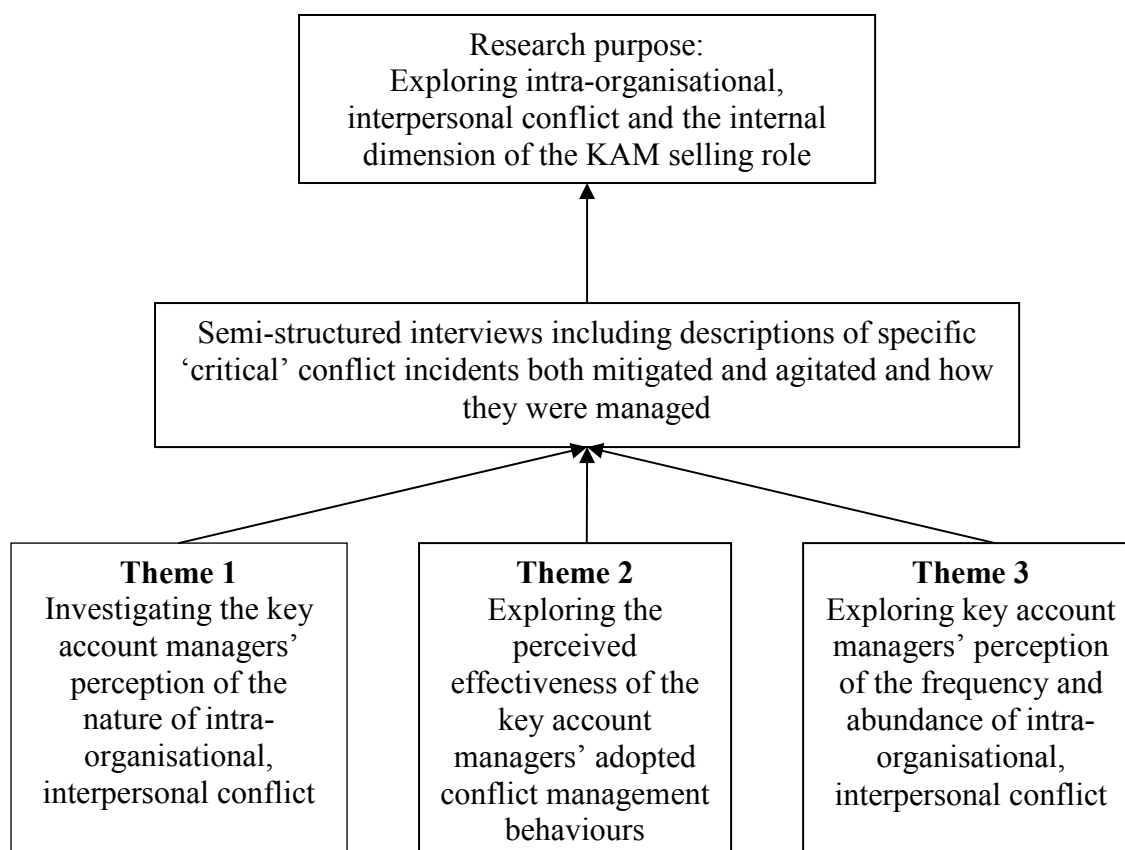 Research purpose:
Exploring intra-organisational,
interpersonal conflict and the internal
dimension of the KAM selling role
Semi-structured interviews including descriptions of specific
‘critical’ conflict incidents both mitigated and agitated and how
they were managed
Theme 1
Investigating the key
account managers’
perception of the
nature of intra-
organisational,
interpersonal conflict
Theme 2
Exploring the
perceived
effectiveness of the
key account
managers’ adopted
conflict management
behaviours
Theme 3
Exploring key account
managers’ perception
of the frequency and
abundance of intra-
organisational,
interpersonal conflict